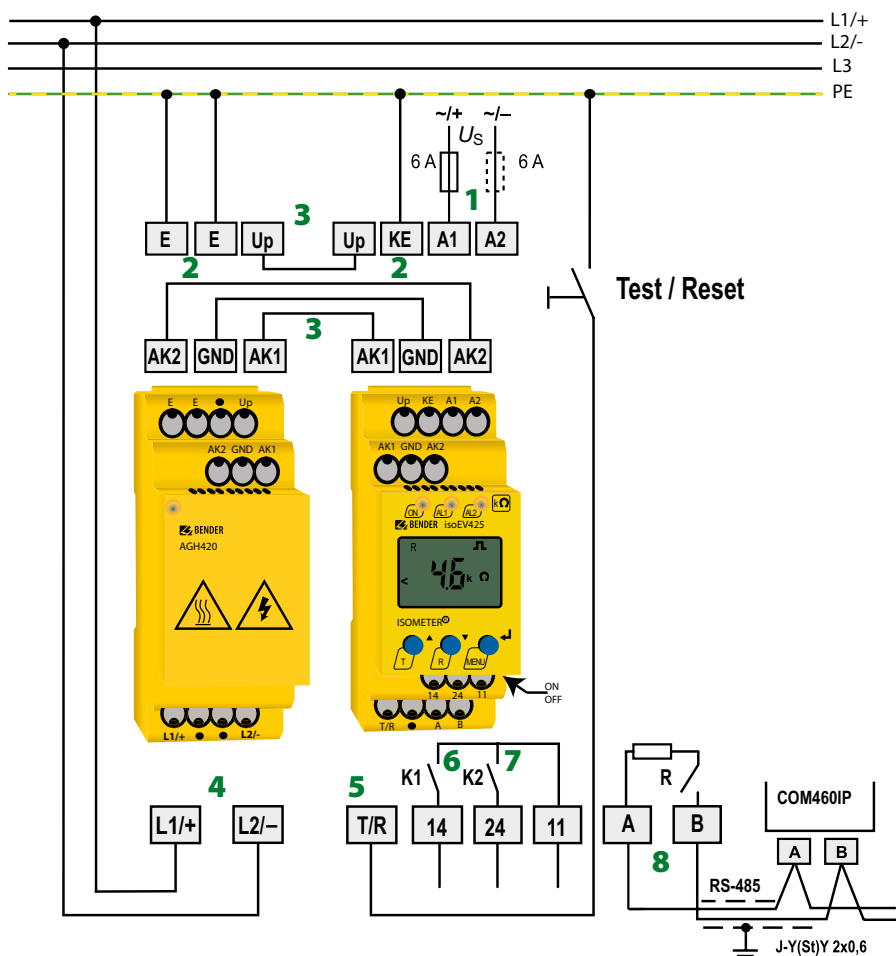 L1/+
L2/-
L3
PE
~/+ ~/–
US
6 A 6 A
1
3
E E Up Up KE A1 A2
2 2
Test / Reset
3
AK2 GND AK1 AK1 GND AK2
E E Up
AK2 GND AK1
BENDER
AGH420
L1/+ L2/-
Up KE A1 A2
AK1 GND AK2
ON AL1 AL2 kΩ
BENDER isoEV425
R
< 4.6 k Ω
ISOMETER®
T R MENU
ON
OFF
14 24 11
T/R A B
4
L1/+ L2/–
5
T/R
K1 6 K2 7
14 24 11
R
A B
8
COM460IP
A B
RS-485
J-Y(St)Y 2x0,6